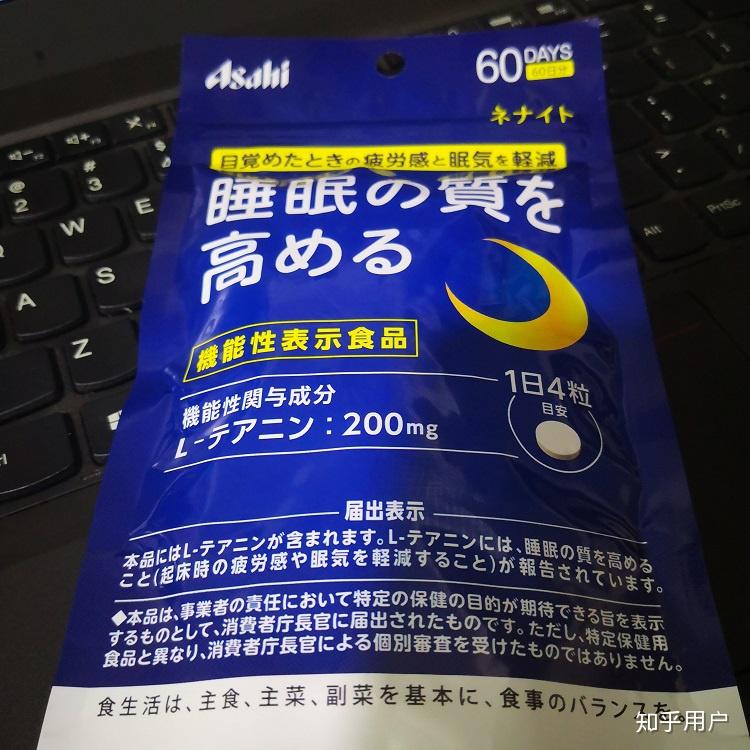 Asahi
60DAYS
60日分
ネナイト
目覚めたときの疲労感と眠気を軽減
睡眠の質を
高める
機能性表示食品
機能性関与成分
L-テアニン:200mg
1日4粒
目安
届出表示
本品にはL-テアニンが含まれます。L-テアニンには、睡眠の質を高める
こと(起床時の疲労感や眠気を軽減すること)が報告されています。
◆本品は、事業者の責任において特定の保健の目的が期待できる旨を表示
するものとして、消費者庁長官に届出されたものです。ただし、特定保健用
食品と異なり、消費者庁長官による個別審査を受けたものではありません。
食生活は、主食、主菜、副菜を基本に、食事のバランスを。
知乎用户
Q
W
E
A
S
Z
2
3
Alt
PrtSc